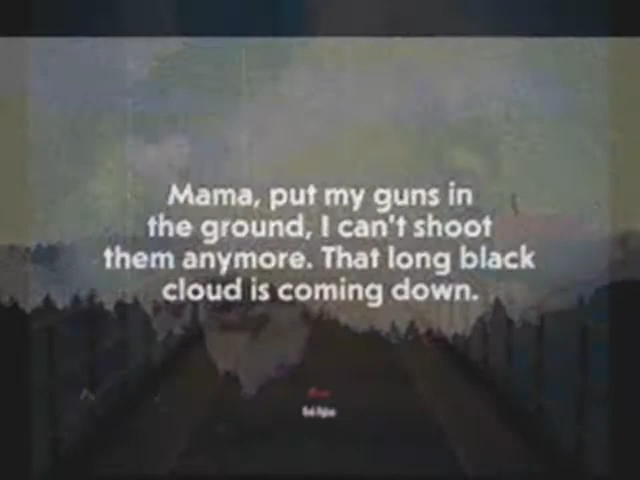 Mama, put my guns in
the ground, I can't shoot
them anymore. That long black
cloud is coming down.